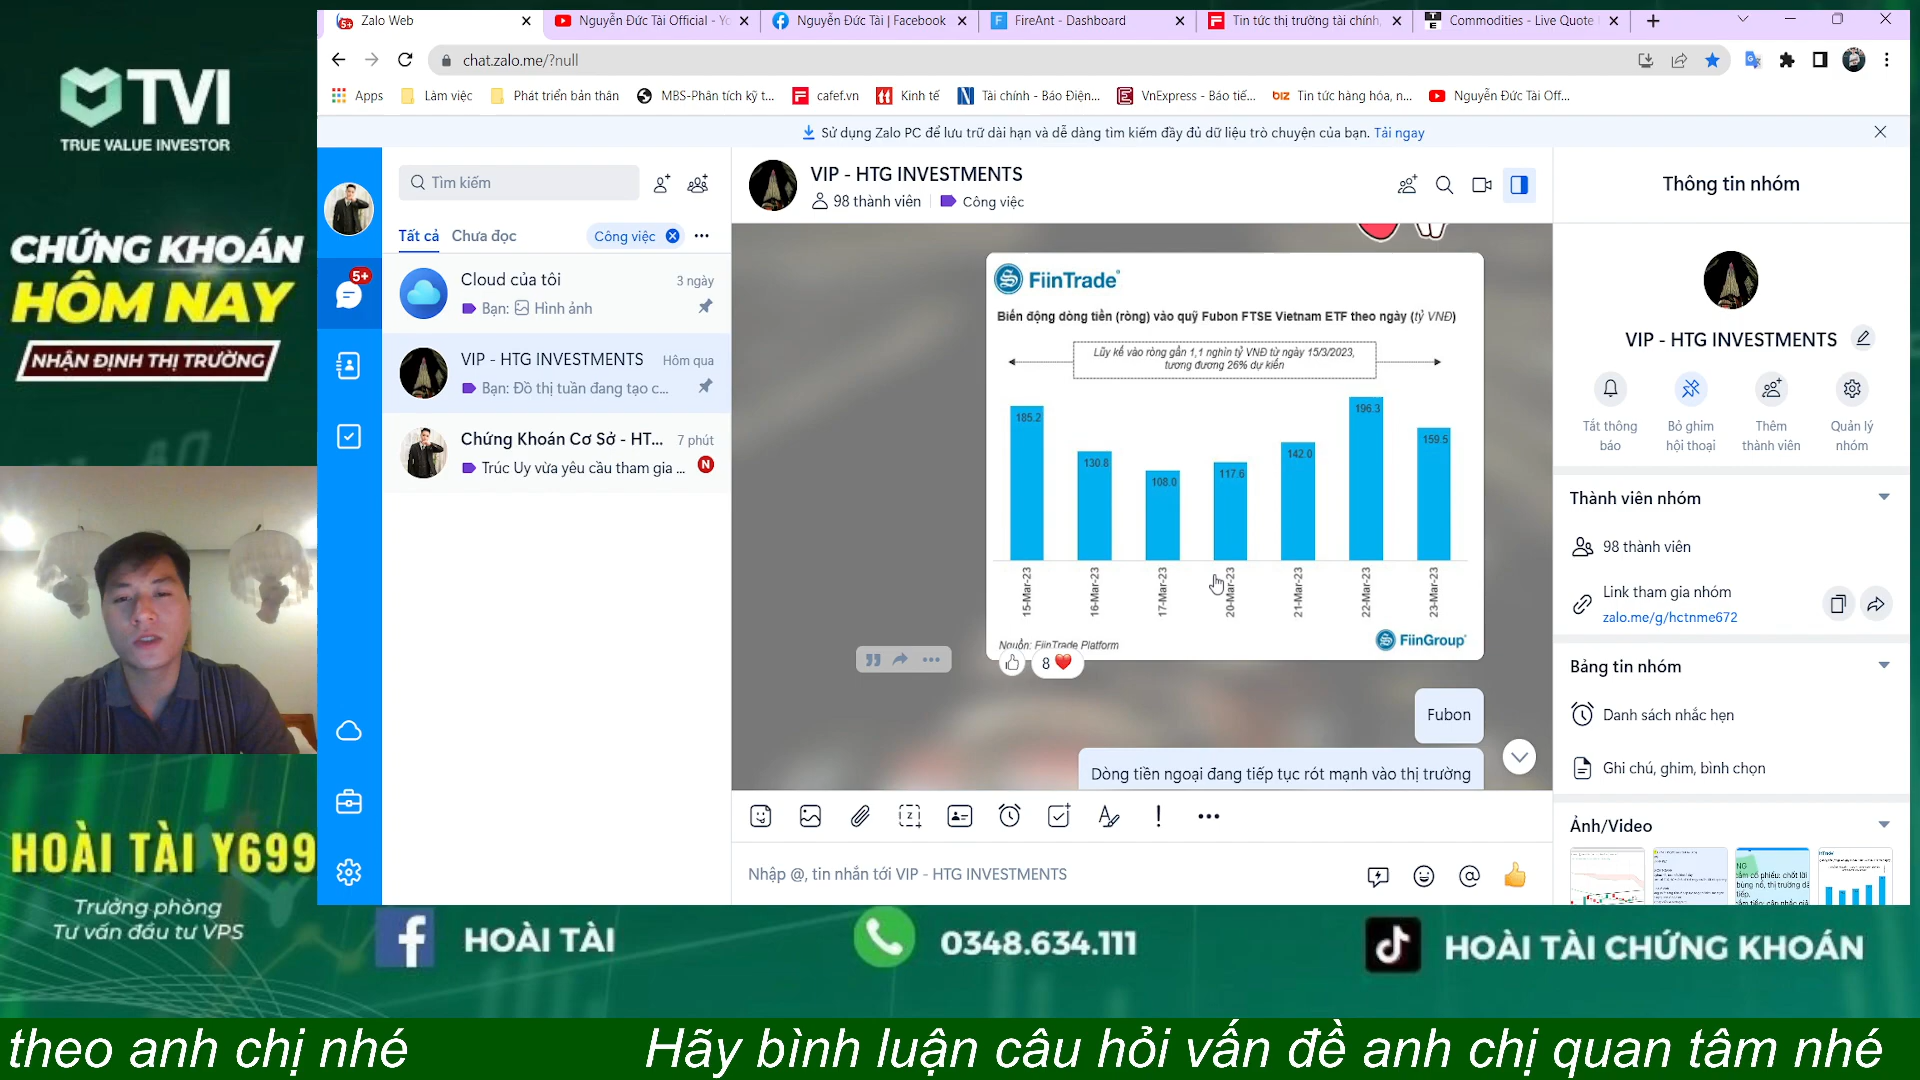 TVI
TRUE VALUE INVESTOR
CHỨNG KHOÁN
HÔM NAY
NHẬN ĐỊNH THỊ TRƯỜNG
HOÀI TÀI Y699
Trưởng phòng
Tư vấn đầu tư VPS
5+ Zalo Web
Nguyễn Đức Tài Official - Yo
Nguyễn Đức Tài | Facebook
FireAnt - Dashboard
Tin tức thị trường tài chính,
Commodities - Live Quote
chat.zalo.me/?null
Apps
Làm việc
Phát triển bản thân
MBS-Phân tích kỹ t...
cafef.vn
Kinh tế
Tài chính - Báo Điện...
VnExpress - Báo tiế...
Tin tức hàng hóa, n...
Nguyễn Đức Tài Off...
Sử dụng Zalo PC để lưu trữ dài hạn và dễ dàng tìm kiếm đầy đủ dữ liệu trò chuyện của bạn. Tải ngay
5+
Tìm kiếm
Tất cả Chưa đọc Công việc
Cloud của tôi 3 ngày
Bạn: Hình ảnh
VIP - HTG INVESTMENTS Hôm qua
Bạn: Đồ thị tuần đang tạo c...
Chứng Khoán Cơ Sở - HT... 7 phút
Trúc Uy vừa yêu cầu tham gia ... N
VIP - HTG INVESTMENTS
98 thành viên Công việc
FiinTrade
Biến động dòng tiền (ròng) vào quỹ Fubon FTSE Vietnam ETF theo ngày (tỷ VNĐ)
Lũy kế vào ròng gần 1,1 nghìn tỷ VNĐ từ ngày 15/3/2023,
tương đương 26% dự kiến
185.2 130.8 108.0 117.6 142.0 196.3 159.5
15-Mar-23 16-Mar-23 17-Mar-23 20-Mar-23 21-Mar-23 22-Mar-23 23-Mar-23
Nguồn: FiinTrade Platform
FiinGroup
8
Fubon
Dòng tiền ngoại đang tiếp tục rót mạnh vào thị trường
Nhập @, tin nhắn tới VIP - HTG INVESTMENTS
Thông tin nhóm
VIP - HTG INVESTMENTS
Tắt thông báo
Bỏ ghim hội thoại
Thêm thành viên
Quản lý nhóm
Thành viên nhóm
98 thành viên
Link tham gia nhóm
zalo.me/g/hctnme672
Bảng tin nhóm
Danh sách nhắc hẹn
Ghi chú, ghim, bình chọn
Ảnh/Video
HOÀI TÀI
0348.634.111
HOÀI TÀI CHỨNG KHOÁN
theo anh chị nhé Hãy bình luận câu hỏi vấn đề anh chị quan tâm nhé